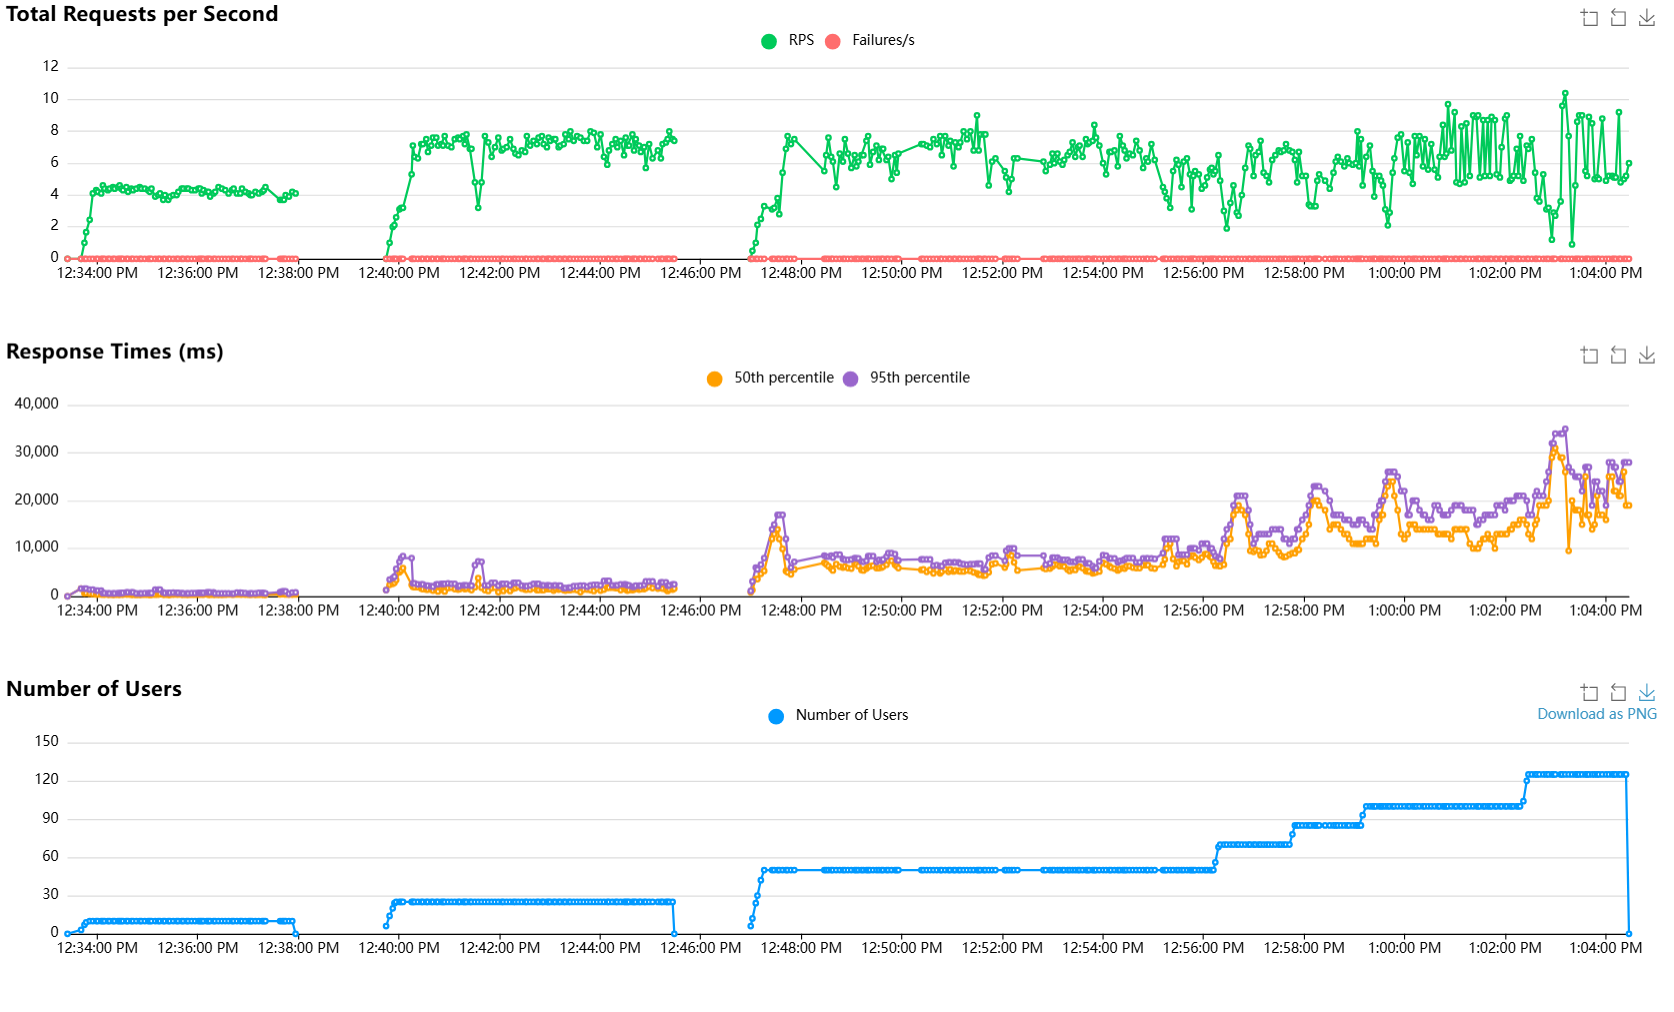 Total Requests per Second
RPS Failures/s
12
10
8
6
4
2
0
12:34:00 PM 12:36:00 PM 12:38:00 PM 12:40:00 PM 12:42:00 PM 12:44:00 PM 12:46:00 PM 12:48:00 PM 12:50:00 PM 12:52:00 PM 12:54:00 PM 12:56:00 PM 12:58:00 PM 1:00:00 PM 1:02:00 PM 1:04:00 PM
Response Times (ms)
50th percentile 95th percentile
40,000
30,000
20,000
10,000
0
12:34:00 PM 12:36:00 PM 12:38:00 PM 12:40:00 PM 12:42:00 PM 12:44:00 PM 12:46:00 PM 12:48:00 PM 12:50:00 PM 12:52:00 PM 12:54:00 PM 12:56:00 PM 12:58:00 PM 1:00:00 PM 1:02:00 PM 1:04:00 PM
Number of Users
Number of Users
Download as PNG
150
120
90
60
30
0
12:34:00 PM 12:36:00 PM 12:38:00 PM 12:40:00 PM 12:42:00 PM 12:44:00 PM 12:46:00 PM 12:48:00 PM 12:50:00 PM 12:52:00 PM 12:54:00 PM 12:56:00 PM 12:58:00 PM 1:00:00 PM 1:02:00 PM 1:04:00 PM